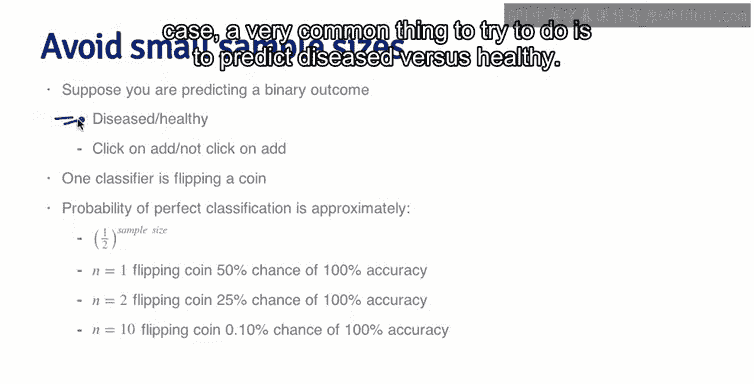 case, a very common thing to try to do is
to predict diseased versus healthy.
Avoid small sample sizes
· Suppose you are predicting a binary outcome
Diseased/healthy
- Click on add/not click on add
· One classifier is flipping a coin
· Probability of perfect classification is approximately:
- (1/2)^sample size
- n = 1 flipping coin 50% chance of 100% accuracy
- n = 2 flipping coin 25% chance of 100% accuracy
- n = 10 flipping coin 0.10% chance of 100% accuracy